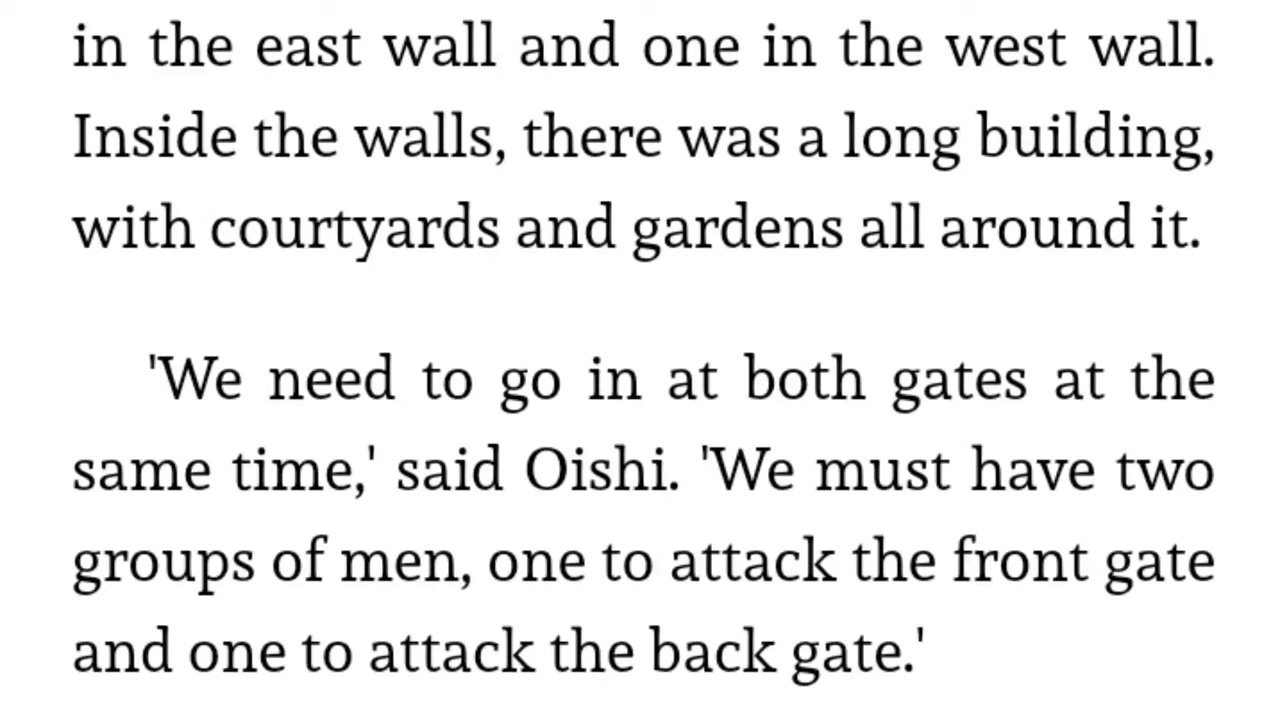 in the east wall and one in the west wall.
Inside the walls, there was a long building,
with courtyards and gardens all around it.
'We need to go in at both gates at the
same time,' said Oishi. 'We must have two
groups of men, one to attack the front gate
and one to attack the back gate.'